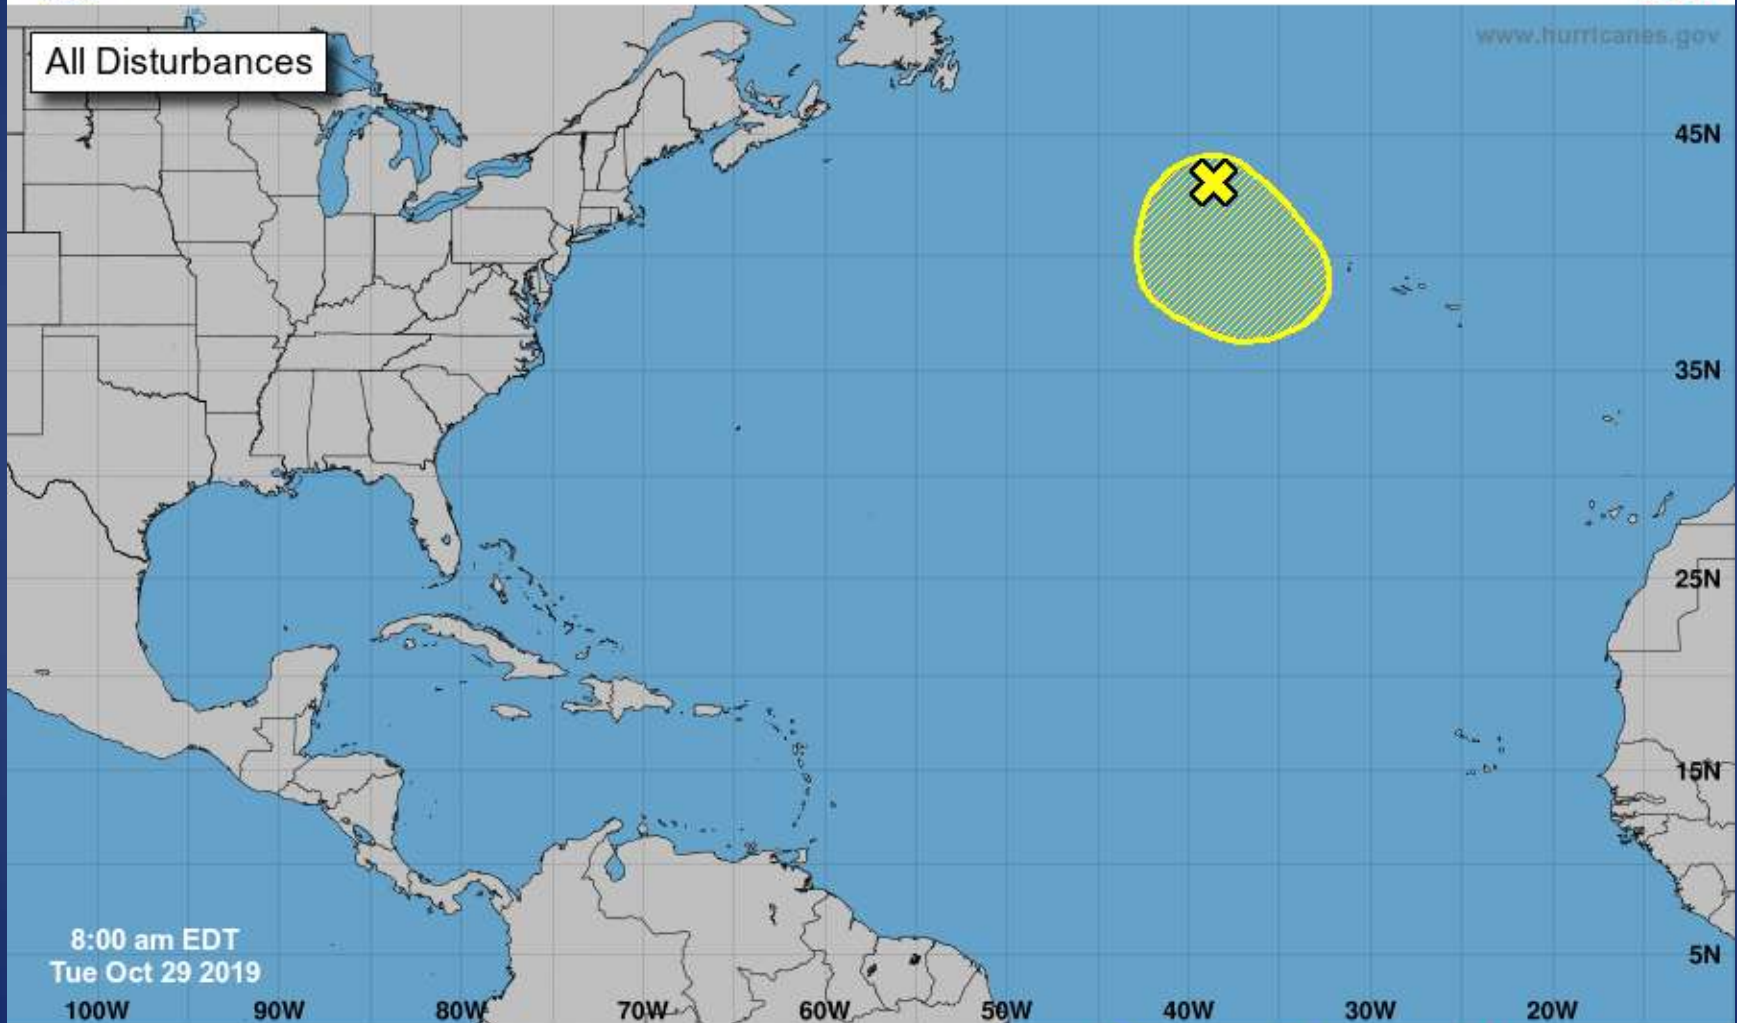 www.hurricanes.gov
All Disturbances
45N
35N
25N
15N
5N
8:00 am EDT
Tue Oct 29 2019
100W 90W 80W 70W 60W 50W 40W 30W 20W